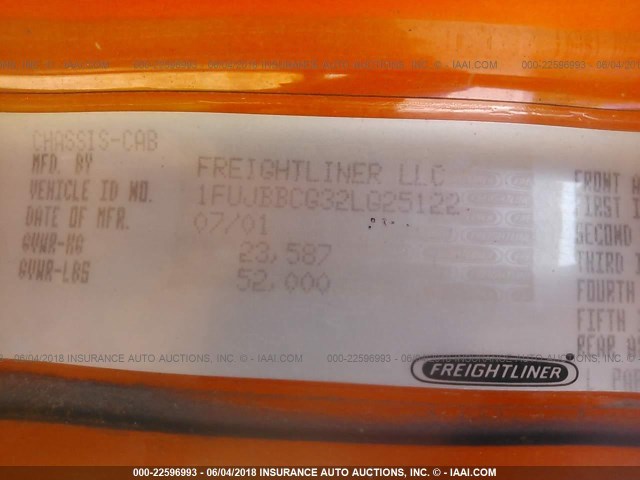 CHASSIS-CAB
MFD. BY FREIGHTLINER LLC
VEHICLE ID NO. 1FUJBBCG32LG25122
DATE OF MFR. 07/01
GVWR-KG 23,587
GVWR-LBS 52,000
FRONT
FIRST
SECOND
THIRD
FOURTH
FIFTH
REAR
FREIGHTLINER
000-22596993 - 06/04/2018 INSURANCE AUTO AUCTIONS, INC. © - IAAI.COM